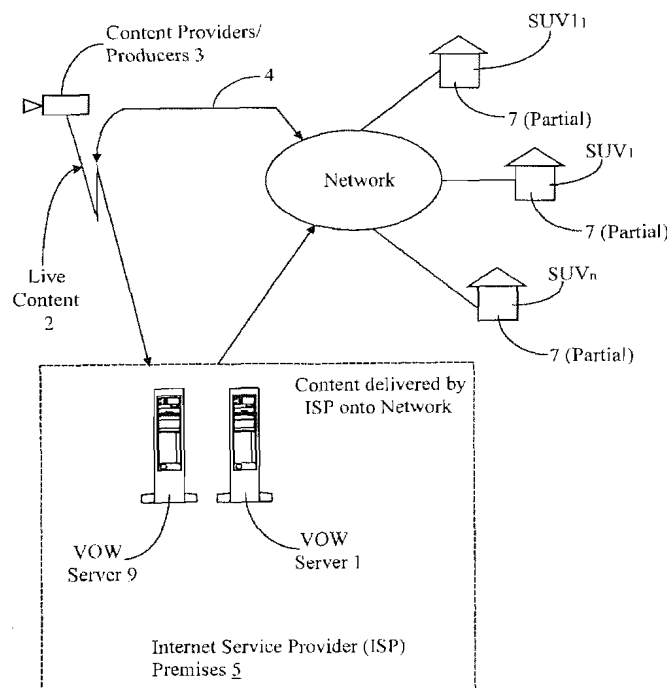 Content Providers/
Producers 3
4
SUV1₁
7 (Partial)
Network
SUV₁
7 (Partial)
Live
Content
2
SUVₙ
7 (Partial)
Content delivered by
ISP onto Network
VOW
Server 9
VOW
Server 1
Internet Service Provider (ISP)
Premises 5